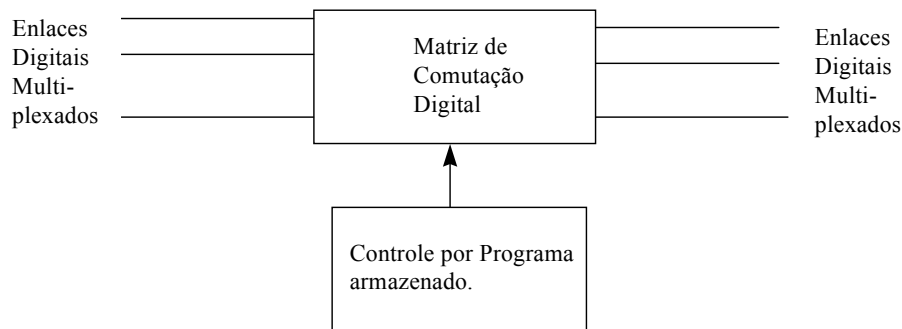 Enlaces
Digitais
Multi-
plexados
Matriz de
Comutação
Digital
Enlaces
Digitais
Multi-
plexados
Controle por Programa
armazenado.